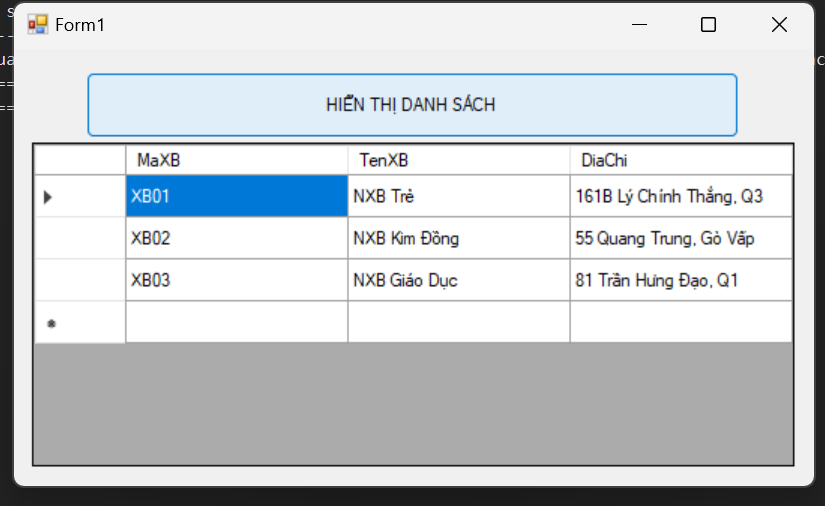 Form1
HIỂN THỊ DANH SÁCH
MaXB TenXB DiaChi
XB01 NXB Trẻ 161B Lý Chính Thắng, Q3
XB02 NXB Kim Đồng 55 Quang Trung, Gò Vấp
XB03 NXB Giáo Dục 81 Trần Hưng Đạo, Q1